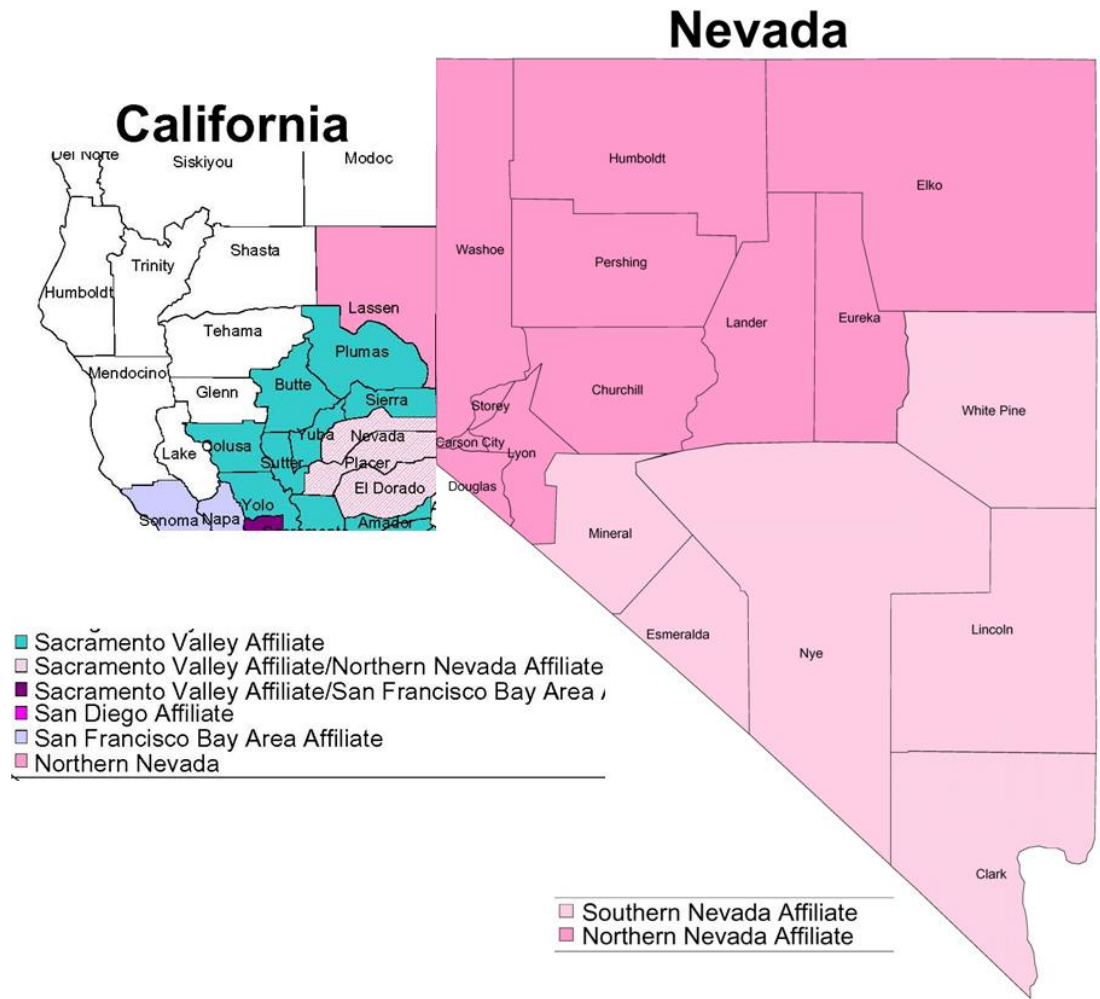 Nevada
California
Del Norte
Siskiyou
Modoc
Humboldt
Elko
Shasta
Washoe
Trinity
Pershing
Humboldt
Lassen
Lander
Eureka
Tehama
Plumas
Mendocino
Butte
Glenn
Churchill
Sierra
Storey
White Pine
Yuba
Nevada
Carson City
Colusa
Lake
Lyon
Sutter
Placer
El Dorado
Douglas
Yolo
Sonoma
Napa
Amador
Mineral
Esmeralda
Nye
Lincoln
Clark
Sacramento Valley Affiliate
Sacramento Valley Affiliate/Northern Nevada Affiliate
Sacramento Valley Affiliate/San Francisco Bay Area
San Diego Affiliate
San Francisco Bay Area Affiliate
Northern Nevada
Southern Nevada Affiliate
Northern Nevada Affiliate